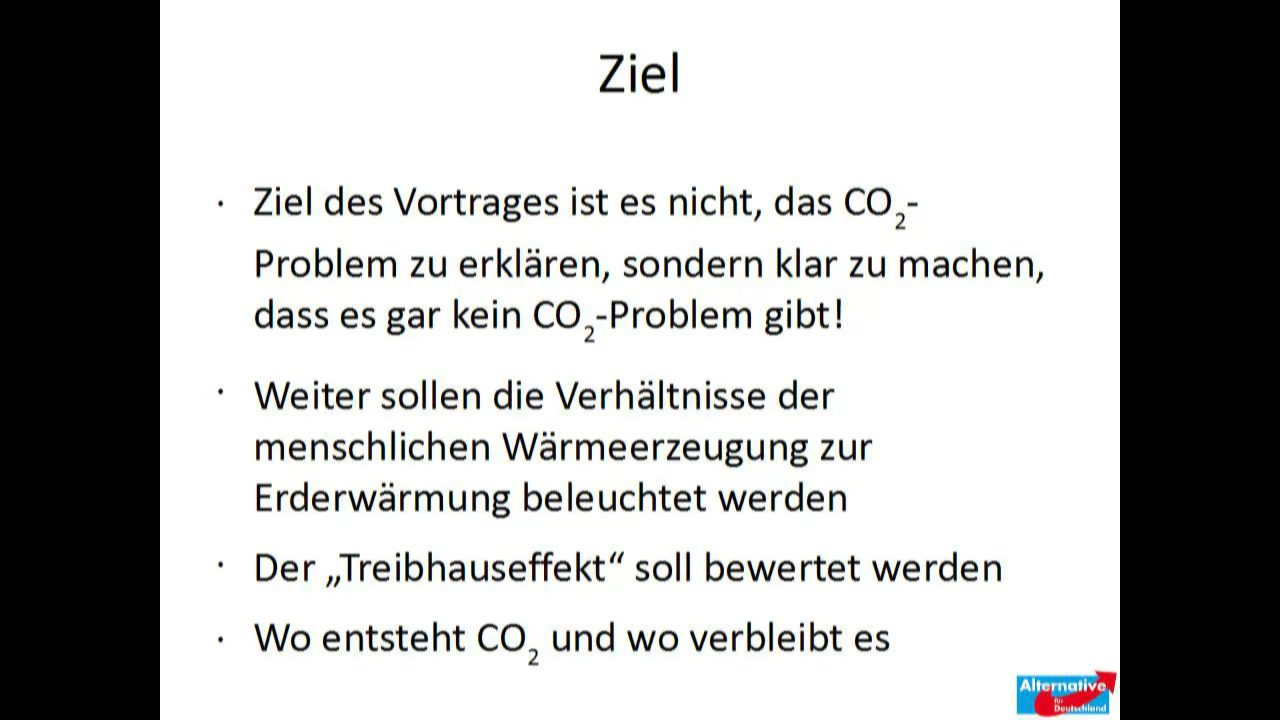 Ziel
· Ziel des Vortrages ist es nicht, das CO₂-
Problem zu erklären, sondern klar zu machen,
dass es gar kein CO₂-Problem gibt!
· Weiter sollen die Verhältnisse der
menschlichen Wärmeerzeugung zur
Erderwärmung beleuchtet werden
· Der „Treibhauseffekt“ soll bewertet werden
· Wo entsteht CO₂ und wo verbleibt es
Alternative
für
Deutschland